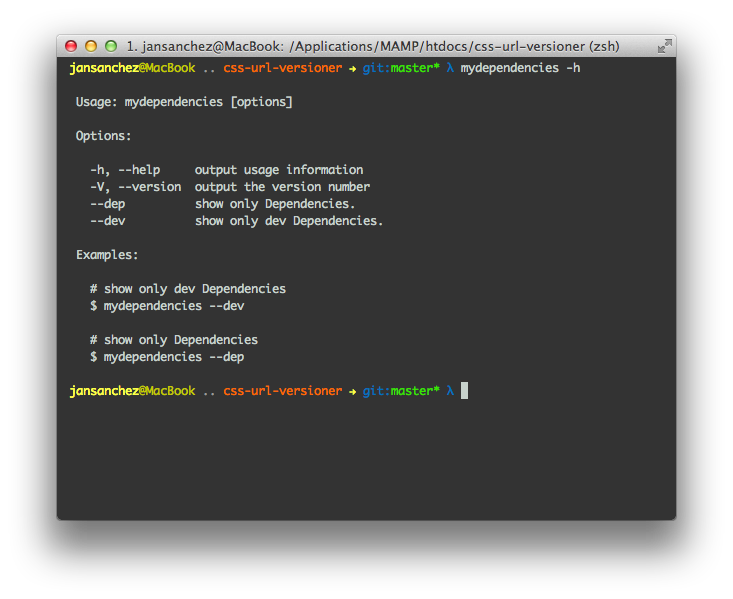 1. jansanchez@MacBook: /Applications/MAMP/htdocs/css-url-versioner (zsh)
jansanchez@MacBook .. css-url-versioner → git:master* λ mydependencies -h
Usage: mydependencies [options]
Options:
-h, --help output usage information
-V, --version output the version number
--dep show only Dependencies.
--dev show only dev Dependencies.
Examples:
# show only dev Dependencies
$ mydependencies --dev
# show only Dependencies
$ mydependencies --dep
jansanchez@MacBook .. css-url-versioner → git:master* λ